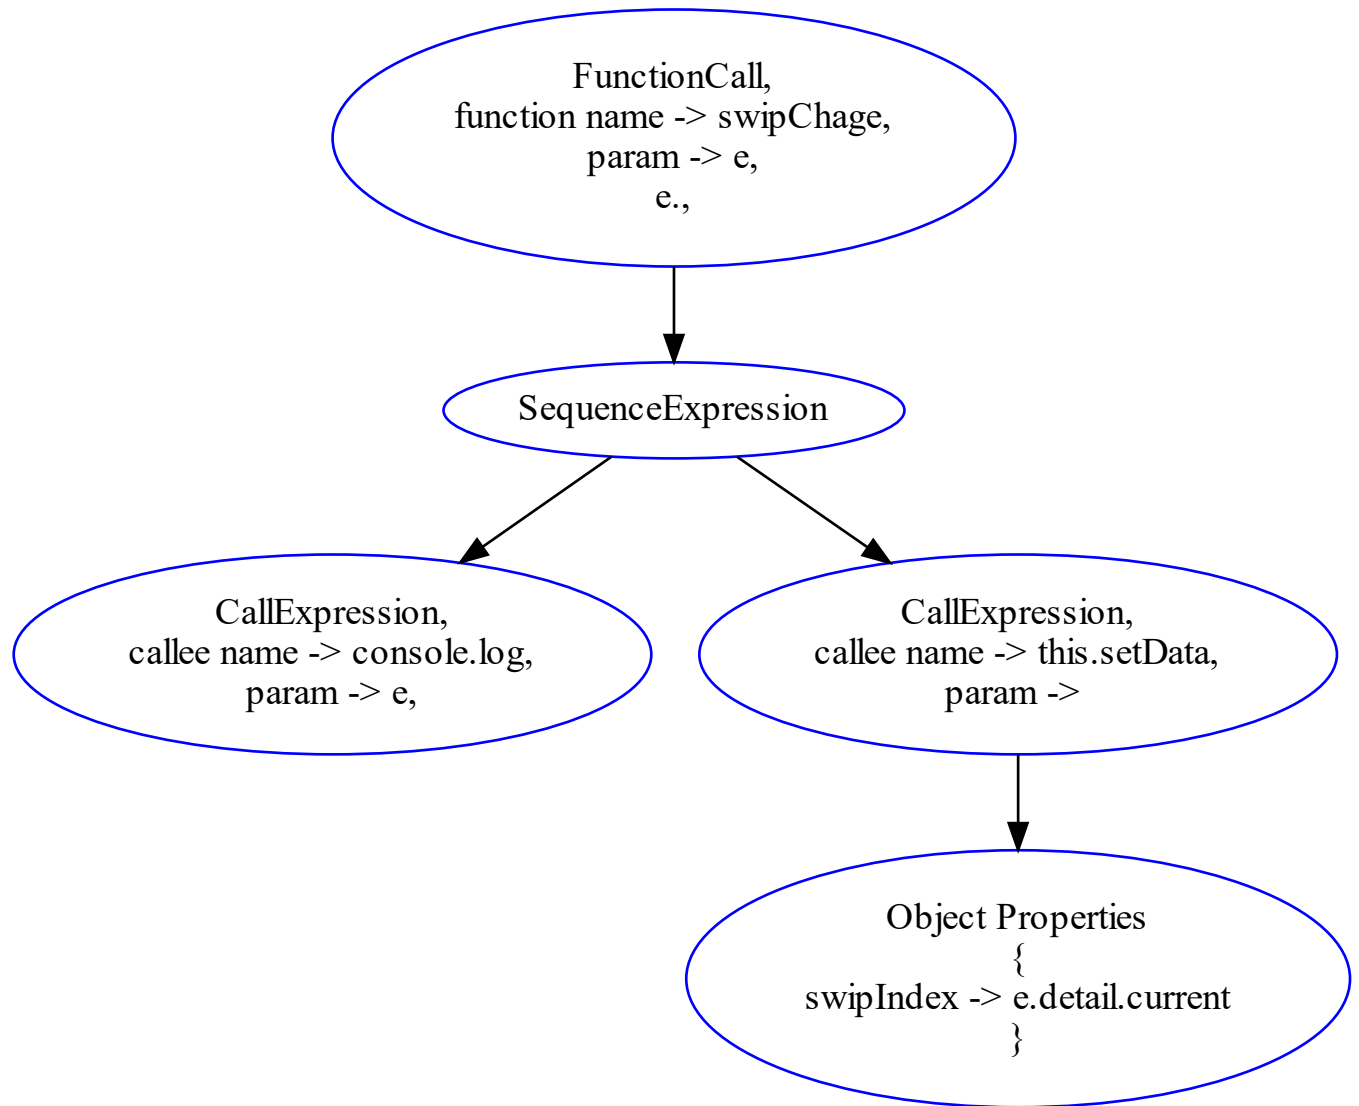 FunctionCall,
function name -> swipChage,
param -> e,
e.,
SequenceExpression
CallExpression,
callee name -> console.log,
param -> e,
CallExpression,
callee name -> this.setData,
param ->
Object Properties
{
swipIndex -> e.detail.current
}